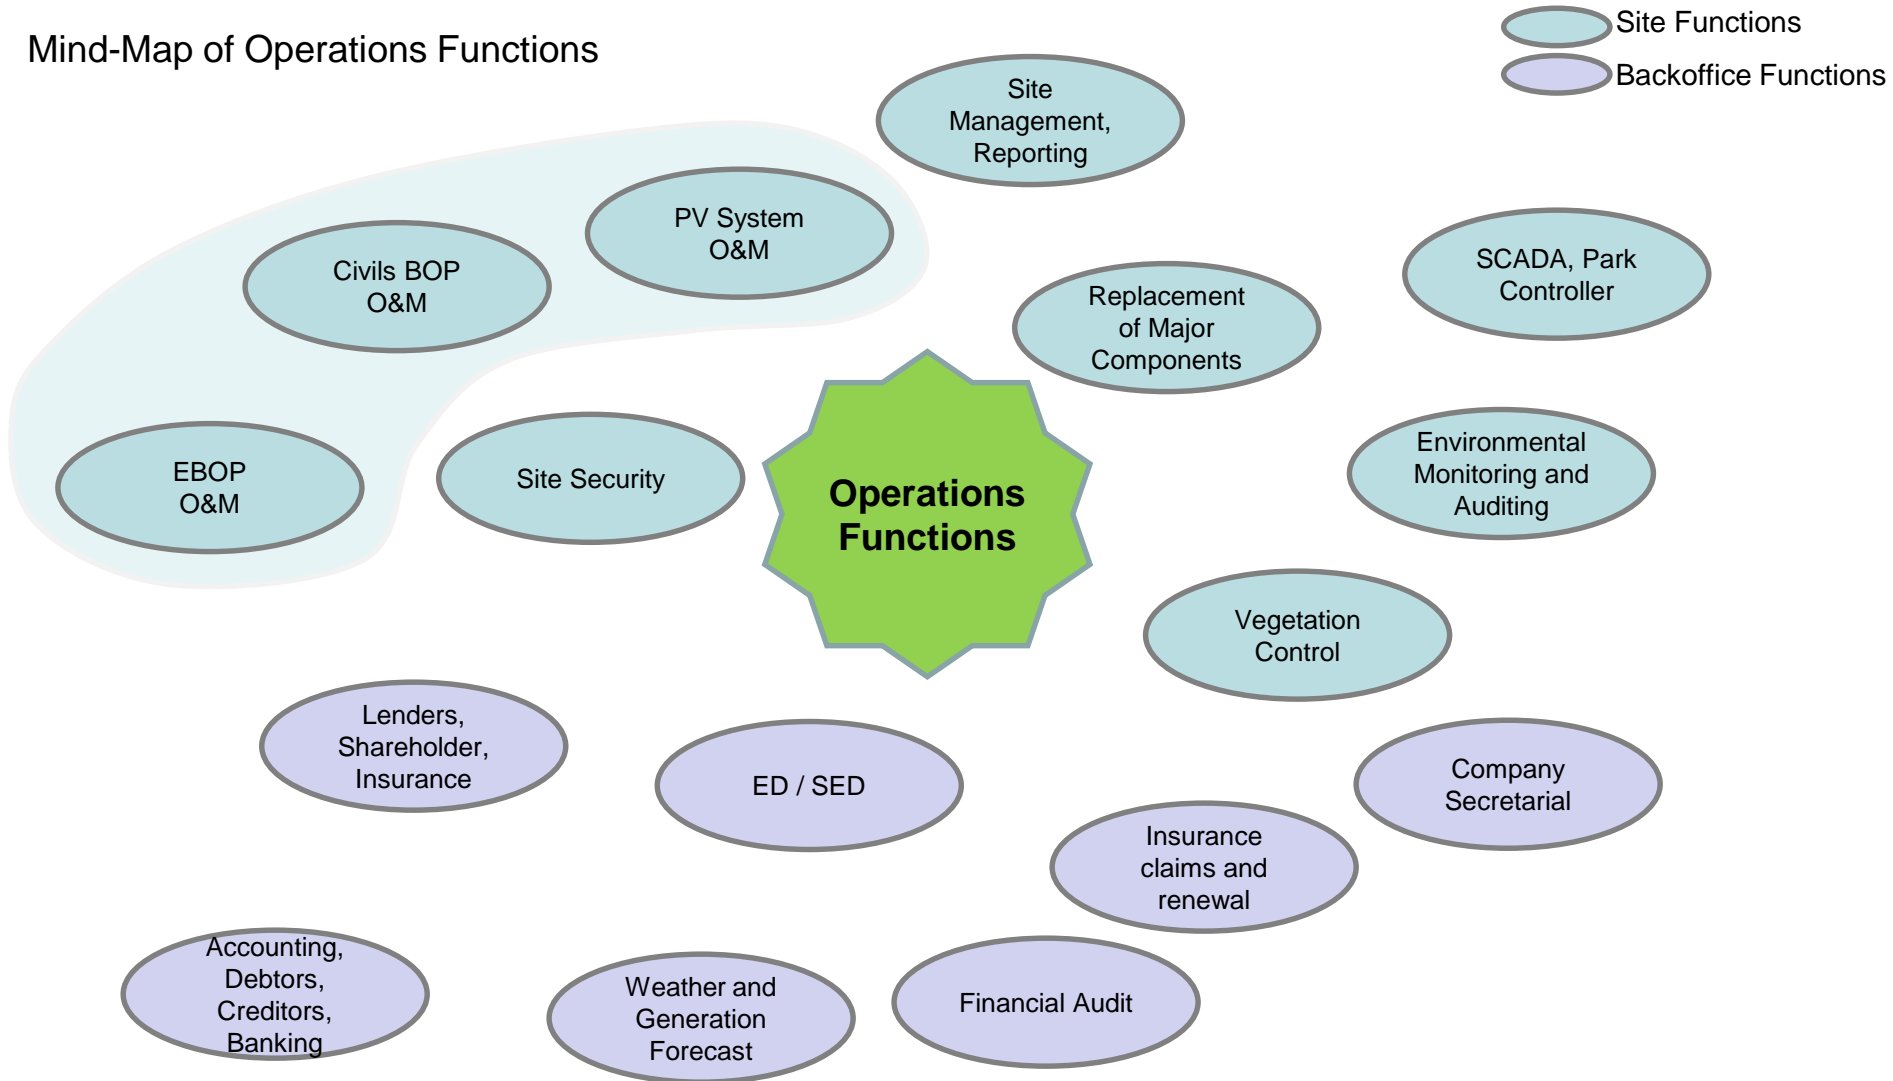 Mind-Map of Operations Functions
Site Functions
Backoffice Functions
Site
Management,
Reporting
PV System
O&M
Civils BOP
O&M
SCADA, Park
Controller
Replacement
of Major
Components
EBOP
O&M
Site Security
Operations
Functions
Environmental
Monitoring and
Auditing
Vegetation
Control
Lenders,
Shareholder,
Insurance
ED / SED
Company
Secretarial
Insurance
claims and
renewal
Accounting,
Debtors,
Creditors,
Banking
Weather and
Generation
Forecast
Financial Audit